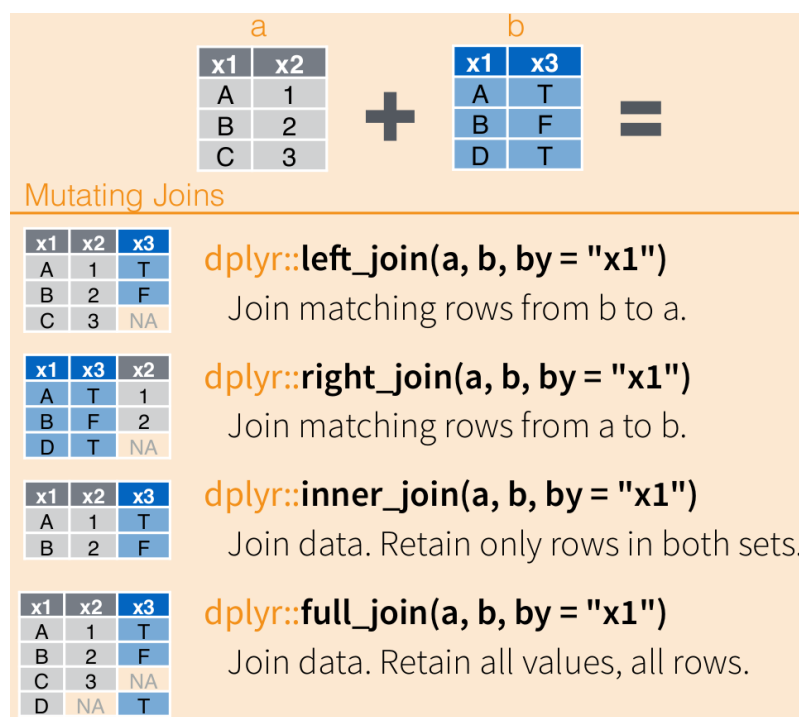 a b
x1 x2 x1 x3
A 1 A T
B 2 + B F =
C 3 D T
Mutating Joins
x1 x2 x3
A 1 T
B 2 F
C 3 NA
dplyr::left_join(a, b, by = "x1")
Join matching rows from b to a.
x1 x3 x2
A T 1
B F 2
D T NA
dplyr::right_join(a, b, by = "x1")
Join matching rows from a to b.
x1 x2 x3
A 1 T
B 2 F
dplyr::inner_join(a, b, by = "x1")
Join data. Retain only rows in both sets.
x1 x2 x3
A 1 T
B 2 F
C 3 NA
D NA T
dplyr::full_join(a, b, by = "x1")
Join data. Retain all values, all rows.